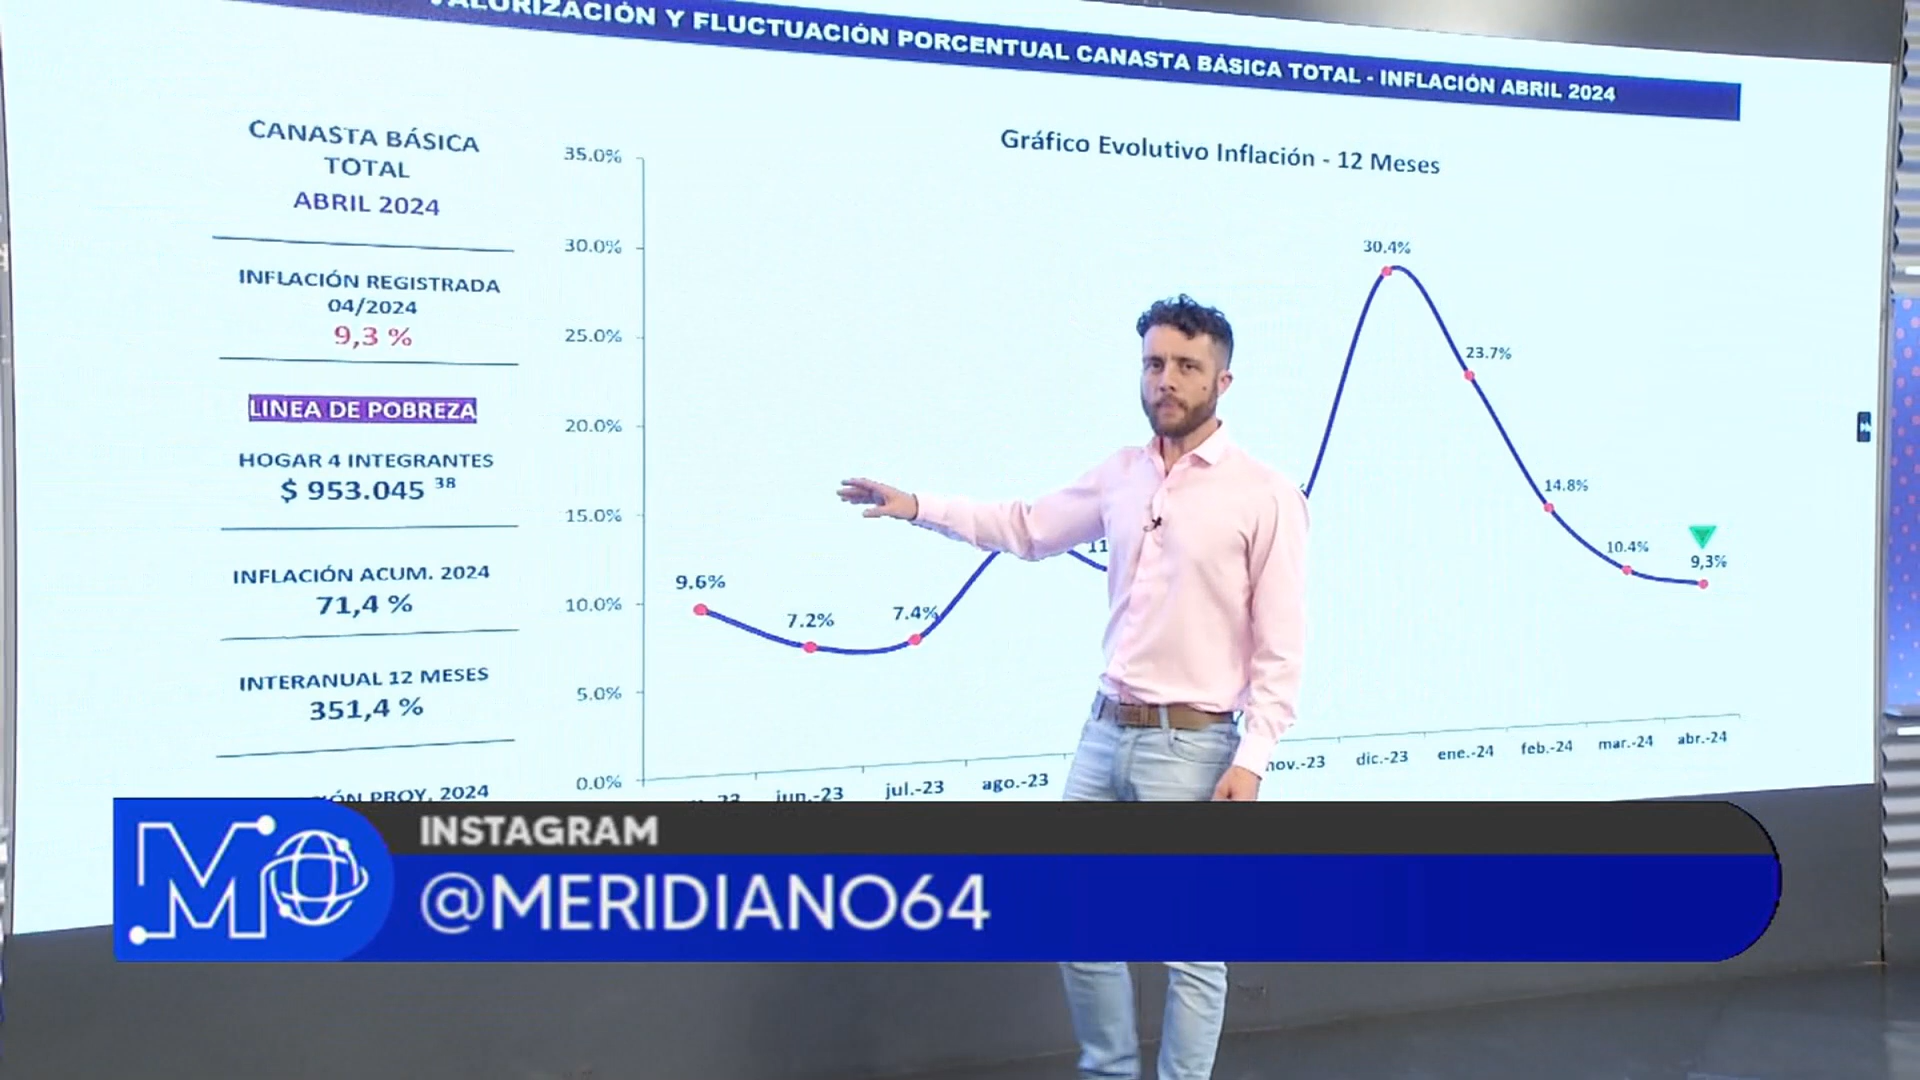 VALORIZACIÓN Y FLUCTUACIÓN PORCENTUAL CANASTA BÁSICA TOTAL - INFLACIÓN ABRIL 2024
CANASTA BÁSICA
TOTAL
ABRIL 2024
INFLACIÓN REGISTRADA
04/2024
9,3 %
LINEA DE POBREZA
HOGAR 4 INTEGRANTES
$ 953.045 38
INFLACIÓN ACUM. 2024
71,4 %
INTERANUAL 12 MESES
351,4 %
PROY. 2024
Gráfico Evolutivo Inflación - 12 Meses
35.0%
30.0%
25.0%
20.0%
15.0%
10.0%
5.0%
0.0%
9.6%
7.2%
7.4%
11
30.4%
23.7%
14.8%
10.4%
9,3%
jun.-23
jul.-23
ago.-23
nov.-23
dic.-23
ene.-24
feb.-24
mar.-24
abr.-24
MO
INSTAGRAM
@MERIDIANO64